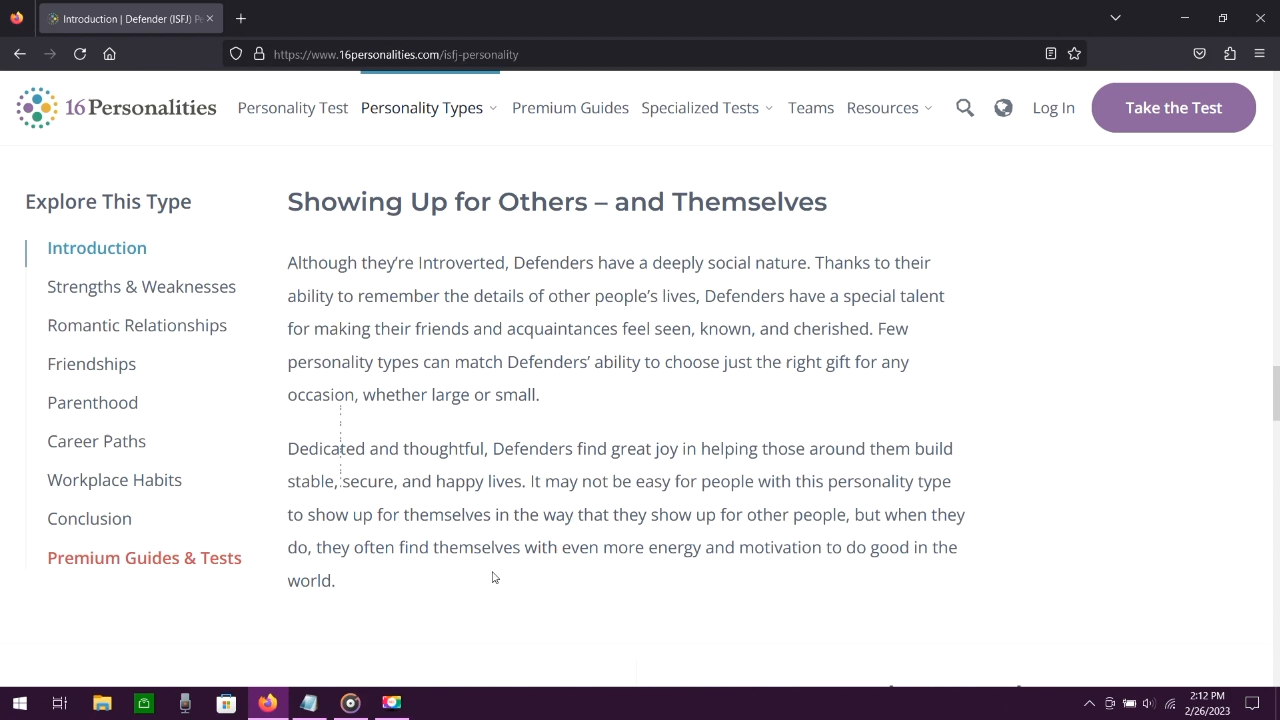 Introduction | Defender (ISFJ) P
https://www.16personalities.com/isfj-personality
16Personalities
Personality Test
Personality Types
Premium Guides
Specialized Tests
Teams
Resources
Log In
Take the Test
Explore This Type
Introduction
Strengths & Weaknesses
Romantic Relationships
Friendships
Parenthood
Career Paths
Workplace Habits
Conclusion
Premium Guides & Tests
Showing Up for Others – and Themselves
Although they’re Introverted, Defenders have a deeply social nature. Thanks to their
ability to remember the details of other people’s lives, Defenders have a special talent
for making their friends and acquaintances feel seen, known, and cherished. Few
personality types can match Defenders’ ability to choose just the right gift for any
occasion, whether large or small.
Dedicated and thoughtful, Defenders find great joy in helping those around them build
stable, secure, and happy lives. It may not be easy for people with this personality type
to show up for themselves in the way that they show up for other people, but when they
do, they often find themselves with even more energy and motivation to do good in the
world.
2:12 PM
2/26/2023